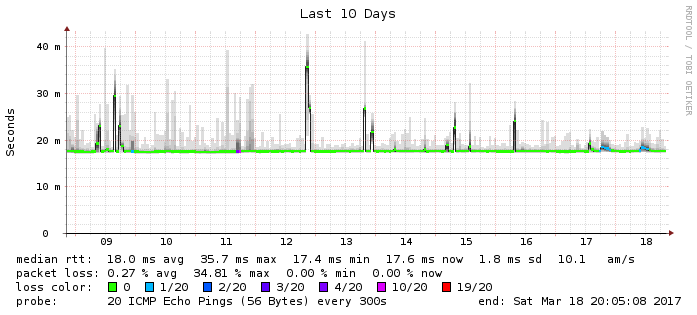 Last 10 Days
RRDTOOL / TOBI OETIKER
Seconds
40 m
30 m
20 m
10 m
0
09 10 11 12 13 14 15 16 17 18
median rtt: 18.0 ms avg 35.7 ms max 17.4 ms min 17.6 ms now 1.8 ms sd 10.1 am/s
packet loss: 0.27 % avg 34.81 % max 0.00 % min 0.00 % now
loss color: 0 1/20 2/20 3/20 4/20 10/20 19/20
probe: 20 ICMP Echo Pings (56 Bytes) every 300s end: Sat Mar 18 20:05:08 2017